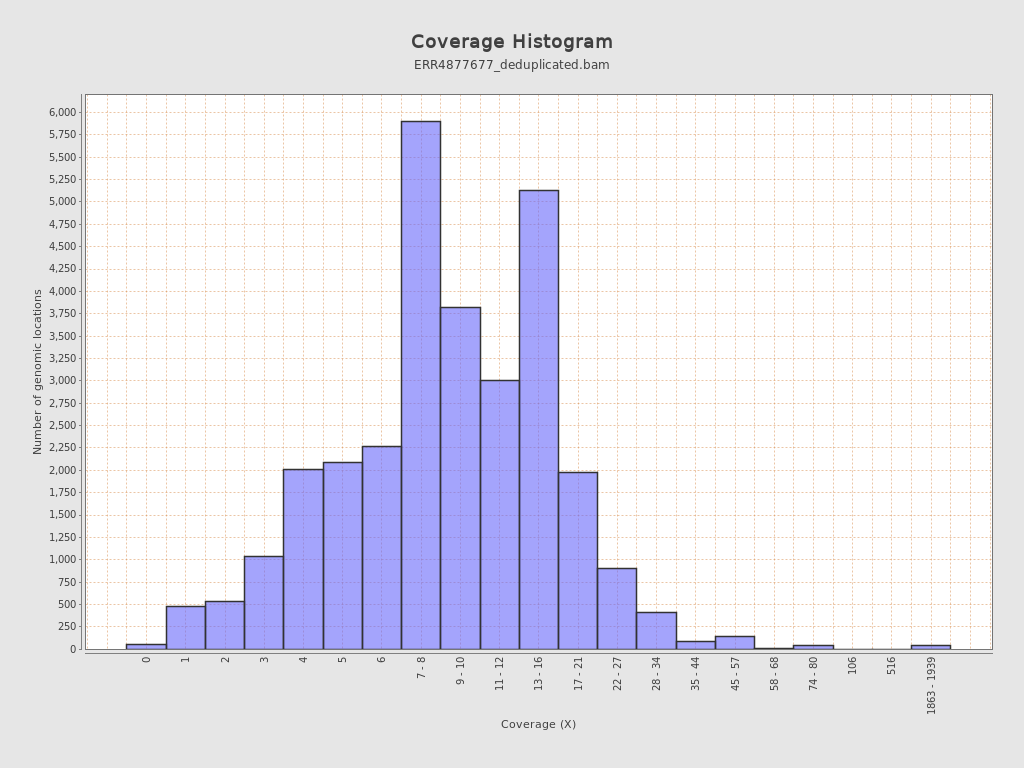 Coverage Histogram
ERR4877677_deduplicated.bam
Number of genomic locations
6,000
5,750
5,500
5,250
5,000
4,750
4,500
4,250
4,000
3,750
3,500
3,250
3,000
2,750
2,500
2,250
2,000
1,750
1,500
1,250
1,000
750
500
250
0
0
1
2
3
4
5
6
7 - 8
9 - 10
11 - 12
13 - 16
17 - 21
22 - 27
28 - 34
35 - 44
45 - 57
58 - 68
74 - 80
106
516
1863 - 1939
Coverage (X)